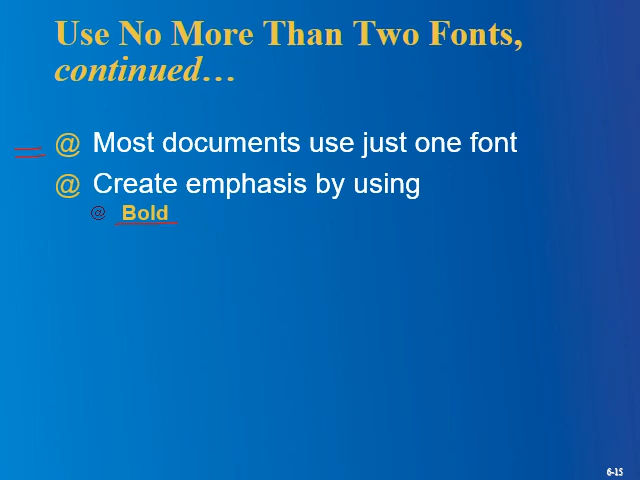 Use No More Than Two Fonts,
continued…
@ Most documents use just one font
@ Create emphasis by using
@ Bold
6-15